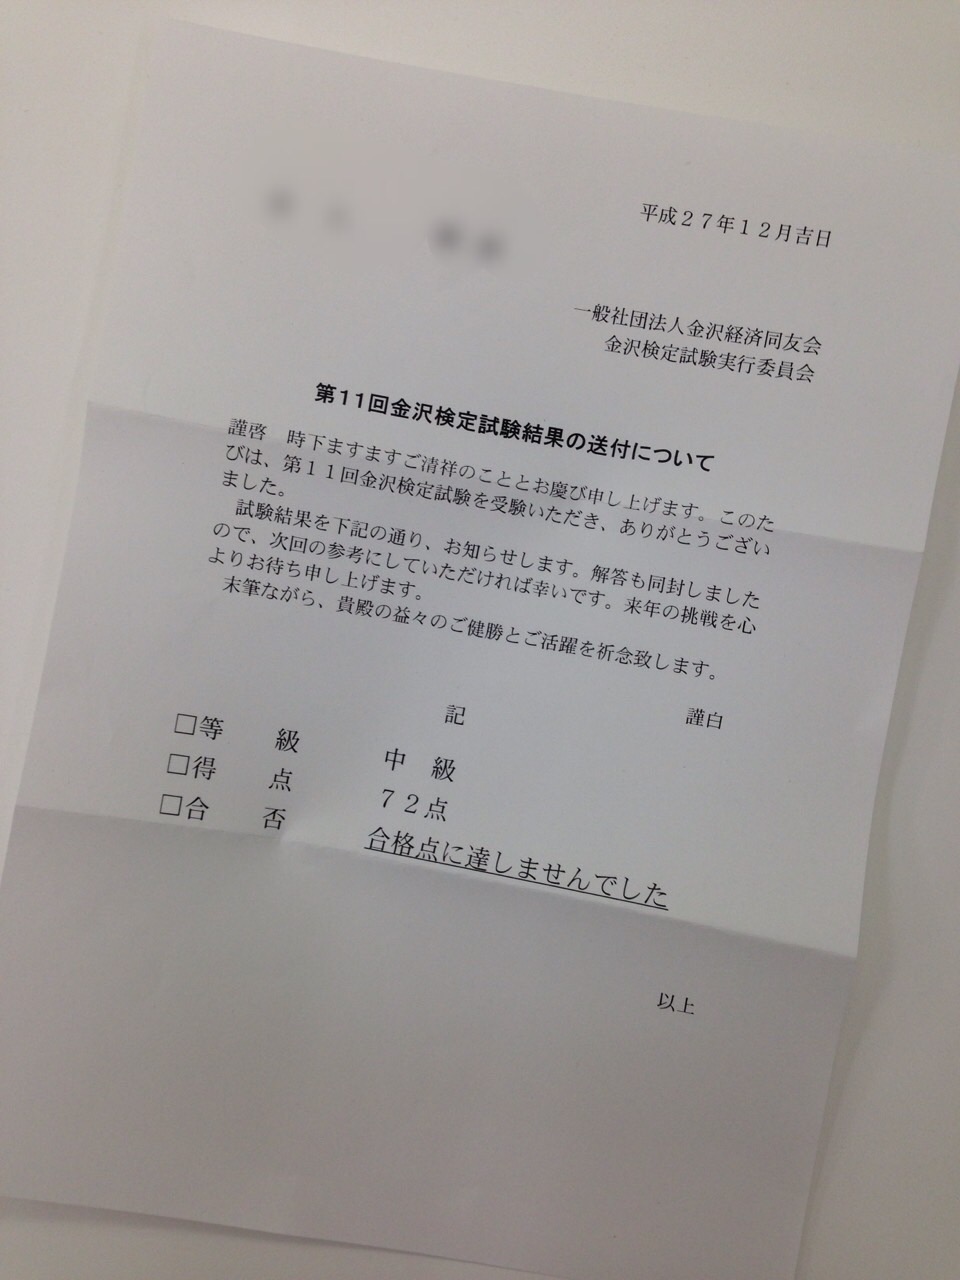 平成２７年１２月吉日
一般社団法人金沢経済同友会
金沢検定試験実行委員会
第11回金沢検定試験結果の送付について
謹啓　時下ますますご清祥のこととお慶び申し上げます。このた
びは、第１１回金沢検定試験を受験いただき、ありがとうござい
ました。
　試験結果を下記の通り、お知らせします。解答も同封しました
ので、次回の参考にしていただければ幸いです。来年の挑戦を心
よりお待ち申し上げます。
　末筆ながら、貴殿の益々のご健勝とご活躍を祈念致します。
謹白
記
□等　級　中　級
□得　点　７２点
□合　否　合格点に達しませんでした
以上